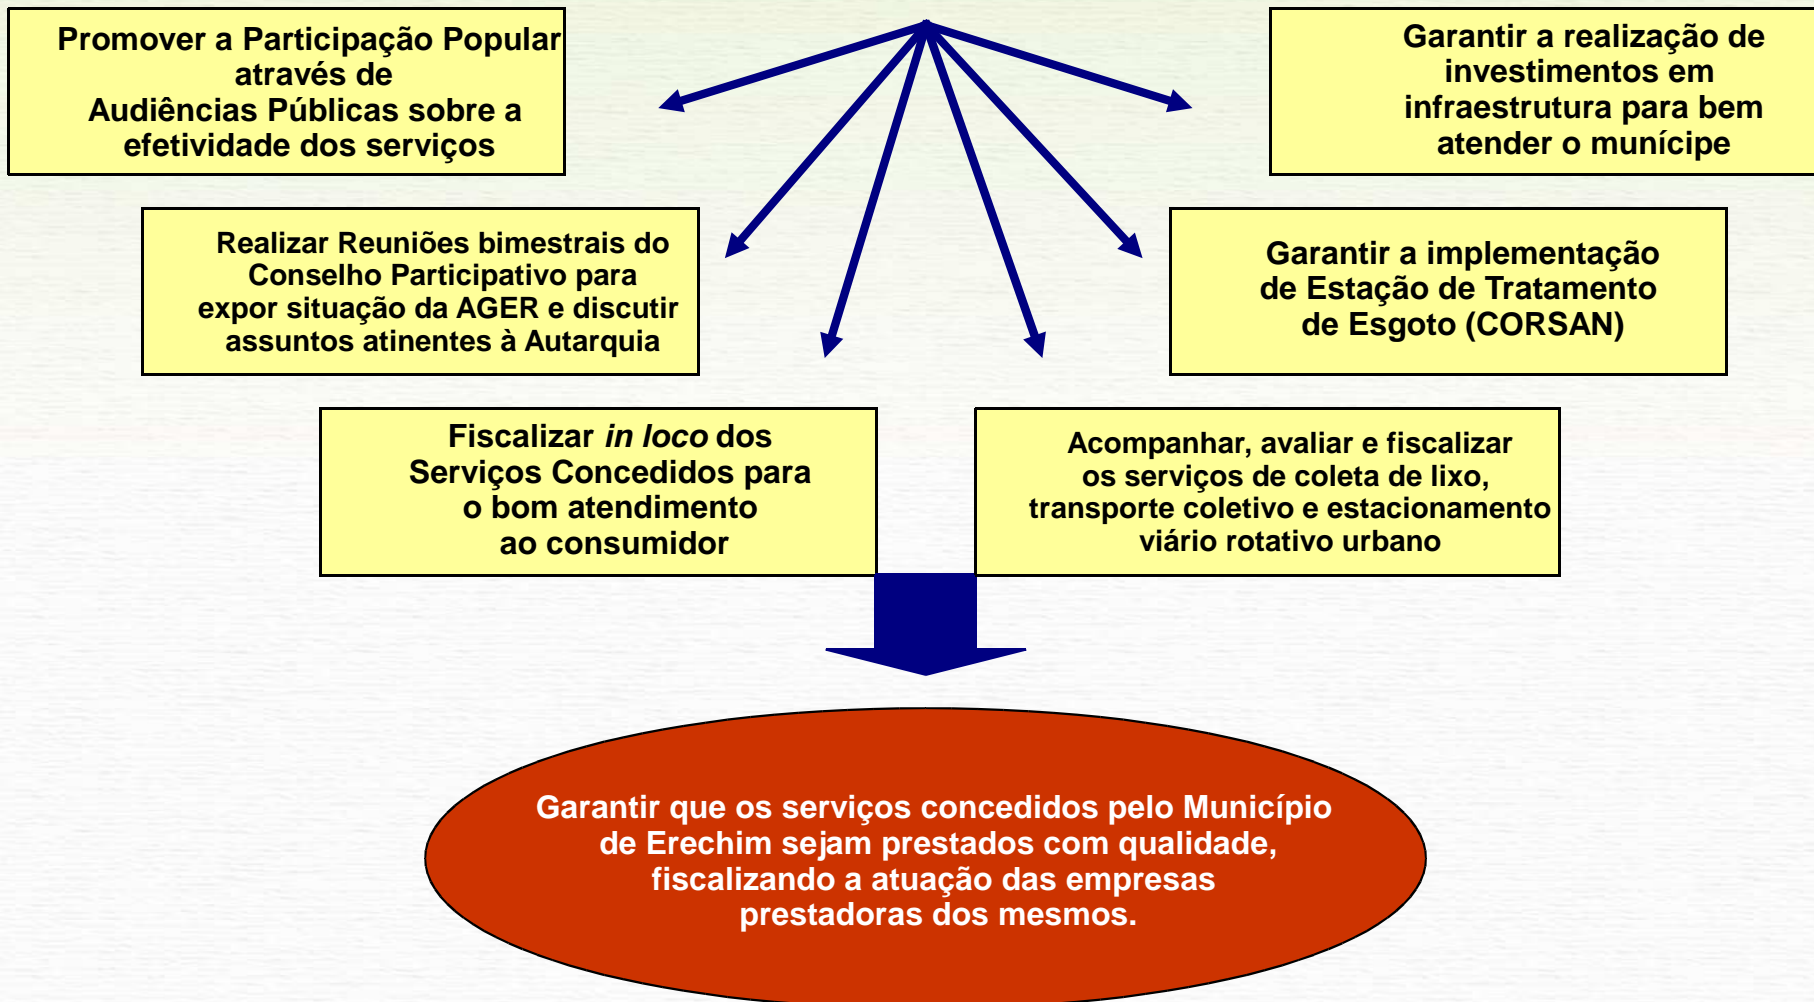 Promover a Participação Popular
através de
Audiências Públicas sobre a
efetividade dos serviços
Garantir a realização de
investimentos em
infraestrutura para bem
atender o munícipe
Realizar Reuniões bimestrais do
Conselho Participativo para
expor situação da AGER e discutir
assuntos atinentes à Autarquia
Garantir a implementação
de Estação de Tratamento
de Esgoto (CORSAN)
Fiscalizar in loco dos
Serviços Concedidos para
o bom atendimento
ao consumidor
Acompanhar, avaliar e fiscalizar
os serviços de coleta de lixo,
transporte coletivo e estacionamento
viário rotativo urbano
Garantir que os serviços concedidos pelo Município
de Erechim sejam prestados com qualidade,
fiscalizando a atuação das empresas
prestadoras dos mesmos.